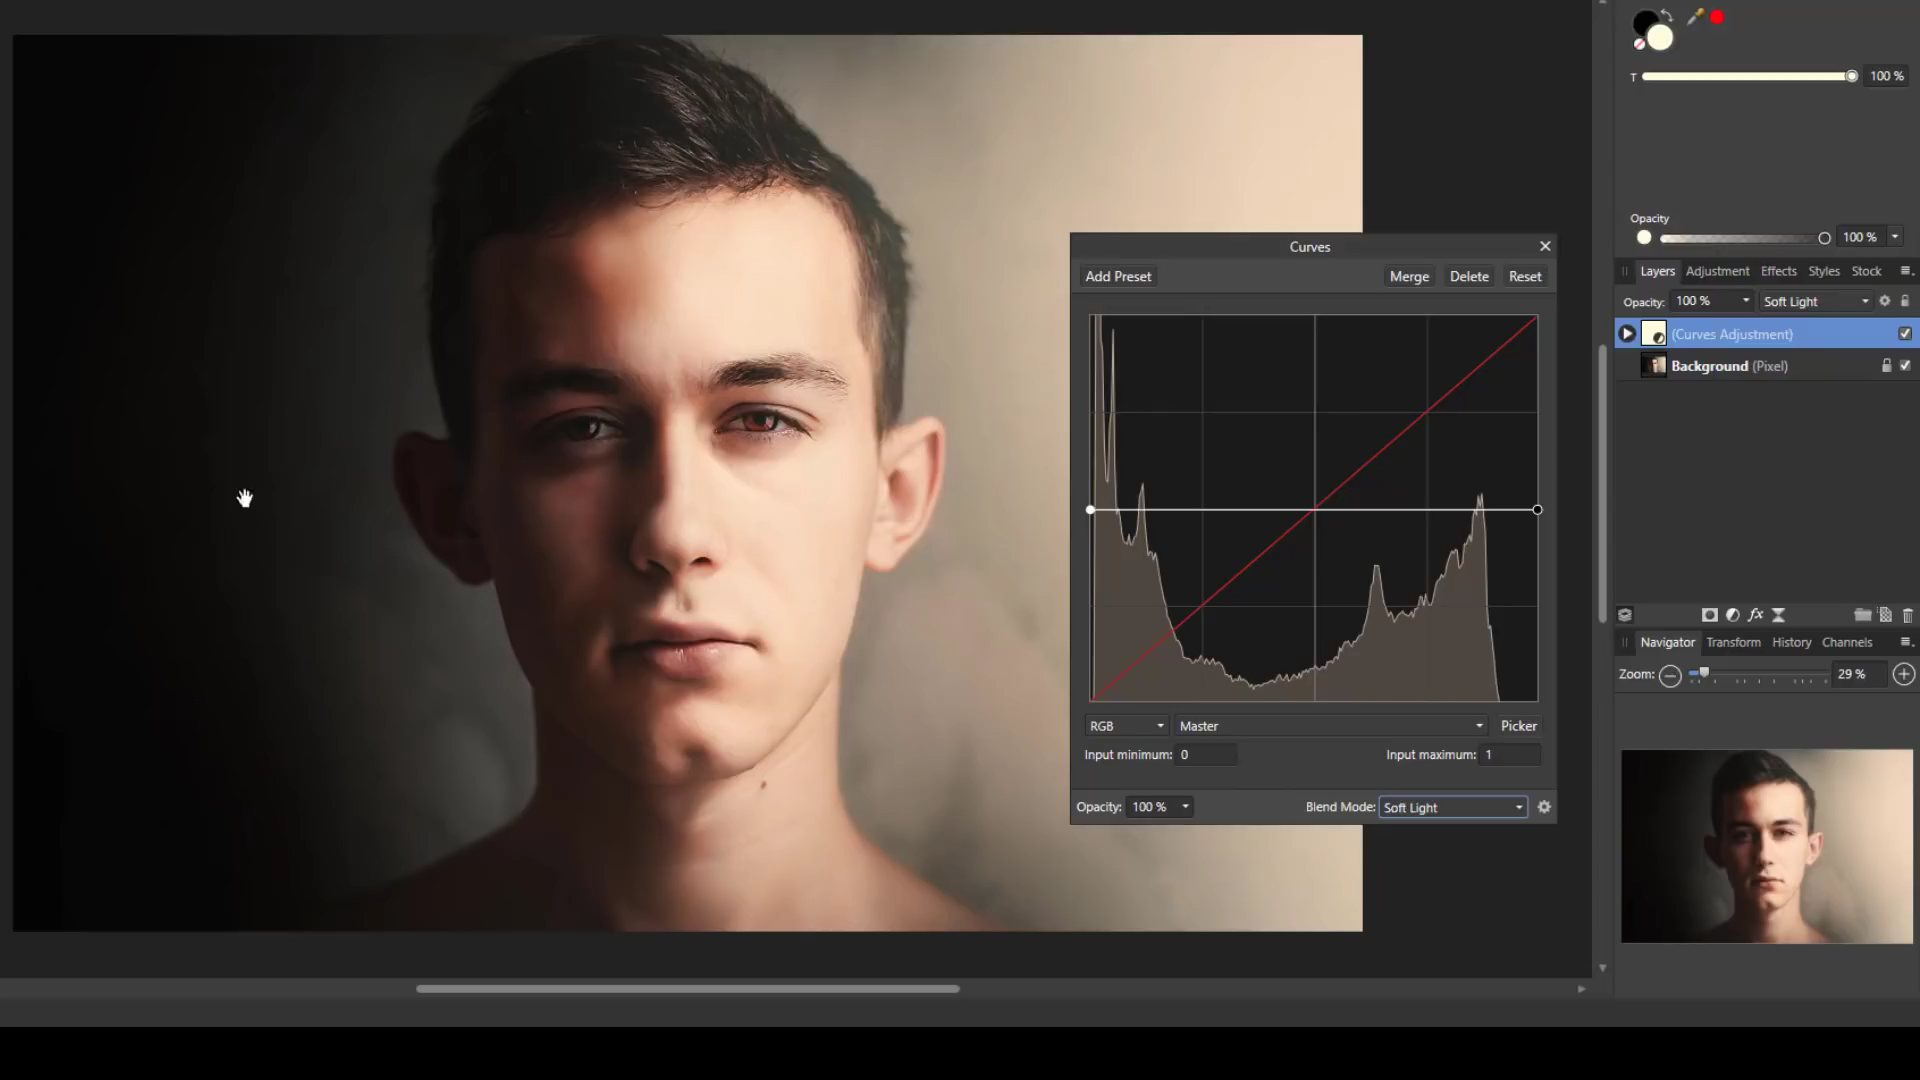 T 100 %
Opacity
100 %
Layers Adjustment Effects Styles Stock
Opacity: 100 % Soft Light
(Curves Adjustment)
Background (Pixel)
Curves
Add Preset Merge Delete Reset
RGB Master Picker
Input minimum: 0 Input maximum: 1
Opacity: 100 % Blend Mode: Soft Light
fx
Navigator Transform History Channels
Zoom: 29 %